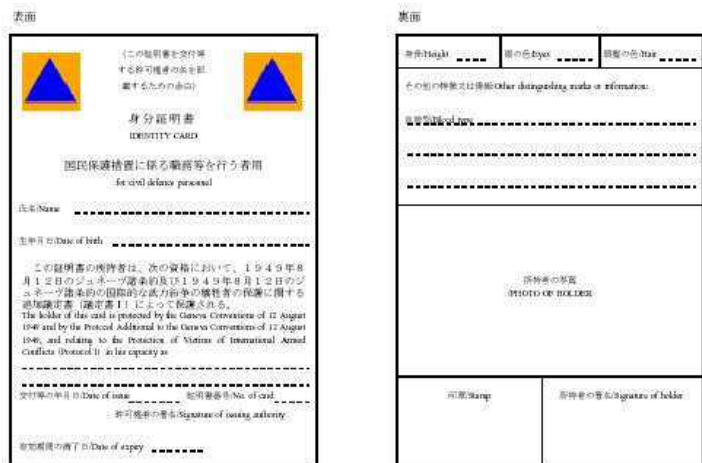 表面
(この証明書を交付等
する許可権者の名を記
載するための余白)
身分証明書
IDENTITY CARD
国民保護措置に係る職務等を行う者用
for civil defence personnel
氏名/Name
生年月日/Date of birth
この証明書の所持者は、次の資格において、1949年8
月12日のジュネーヴ諸条約及び1949年8月12日のジ
ュネーヴ諸条約の国際的な武力紛争の犠牲者の保護に関する
追加議定書(議定書I)によって保護される。
The holder of this card is protected by the Geneva Conventions of 12 August
1949 and by the Protocol Additional to the Geneva Conventions of 12 August
1949, and relating to the Protection of Victims of International Armed
Conflicts (Protocol I) in his capacity as
交付等の年月日/Date of issue 証明書番号/No. of card
許可権者の署名/Signature of issuing authority
有効期間の満了日/Date of expiry
裏面
身長/Height 眼の色/Eyes 頭髪の色/Hair
その他の特徴又は情報/Other distinguishing marks or information:
血液型/Blood type
所持者の写真
/PHOTO OF HOLDER
印章/Stamp 所持者の署名/Signature of holder